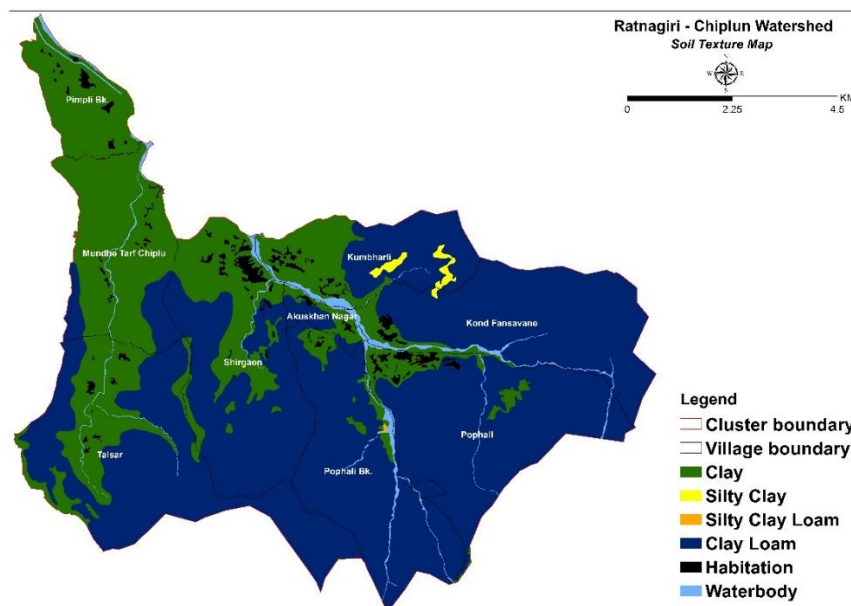 Ratnagiri - Chiplun Watershed
Soil Texture Map
N
W
E
S
KM
0
2.25
4.5
Pimpli Bk.
Mundhe Tarf Chiplu
Kumbharli
Akuskhan Nagar
Kond Fansavane
Shirgaon
Talsar
Pophali Bk.
Pophali
Legend
Cluster boundary
Village boundary
Clay
Silty Clay
Silty Clay Loam
Clay Loam
Habitation
Waterbody